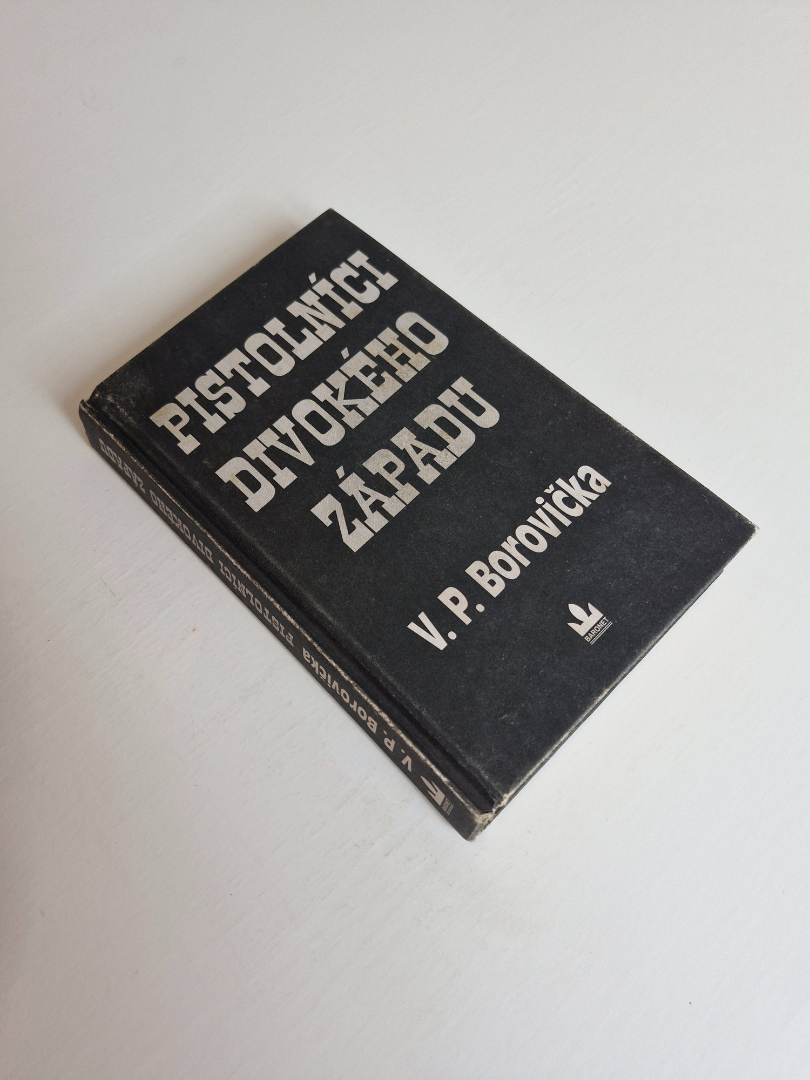 PISTOLNÍCI
DIVOKÉHO
ZÁPADU
V. P. Borovička
BARONET
V. P. Borovička PISTOLNÍCI DIVOKÉHO ZÁPADU